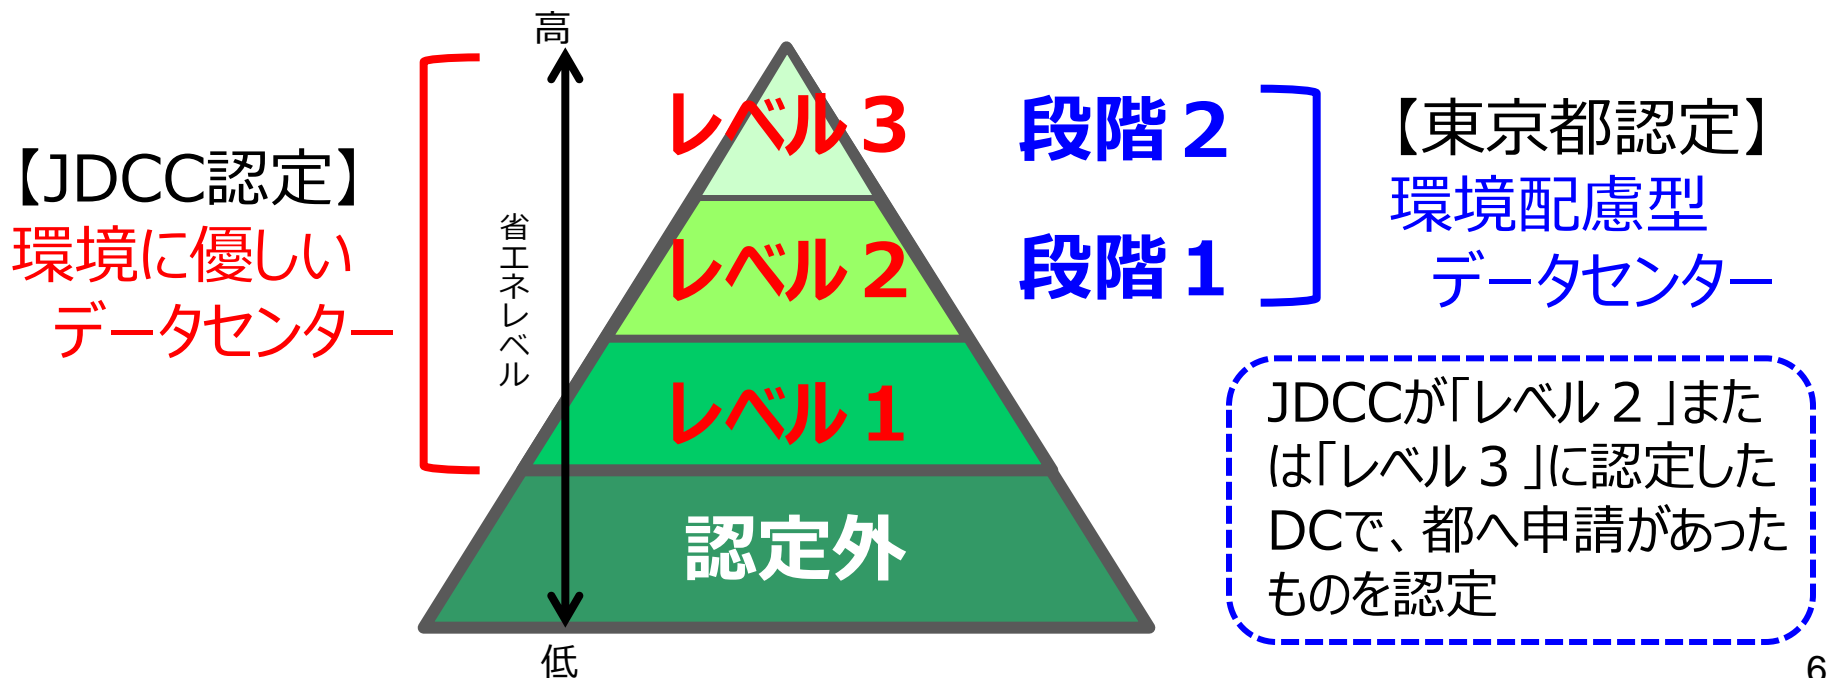 高
【JDCC認定】
環境に優しい
データセンター
省エネレベル
レベル３
レベル２
レベル１
認定外
低
段階２
段階１
【東京都認定】
環境配慮型
データセンター
JDCCが「レベル２」また
は「レベル３」に認定した
DCで、都へ申請があった
ものを認定
6